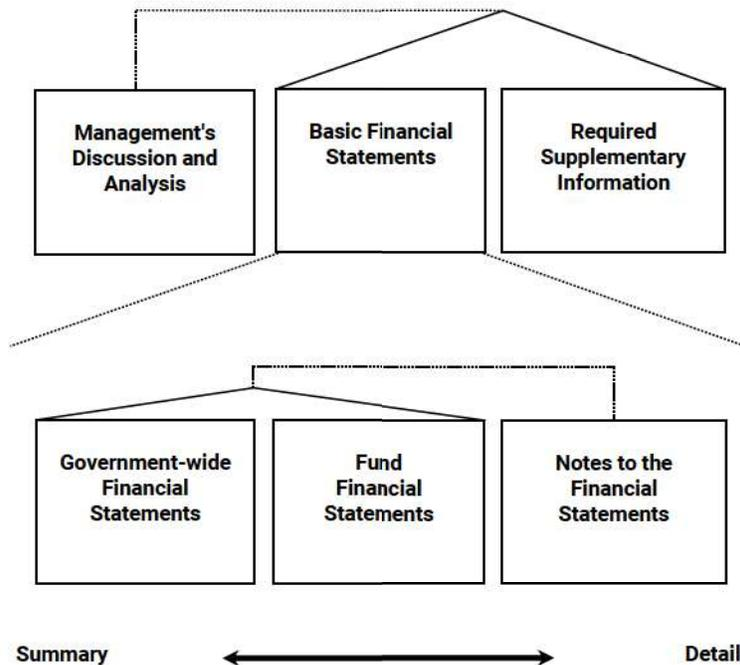 Management's
Discussion and
Analysis
Basic Financial
Statements
Required
Supplementary
Information
Government-wide
Financial
Statements
Fund
Financial
Statements
Notes to the
Financial
Statements
Summary
Detail